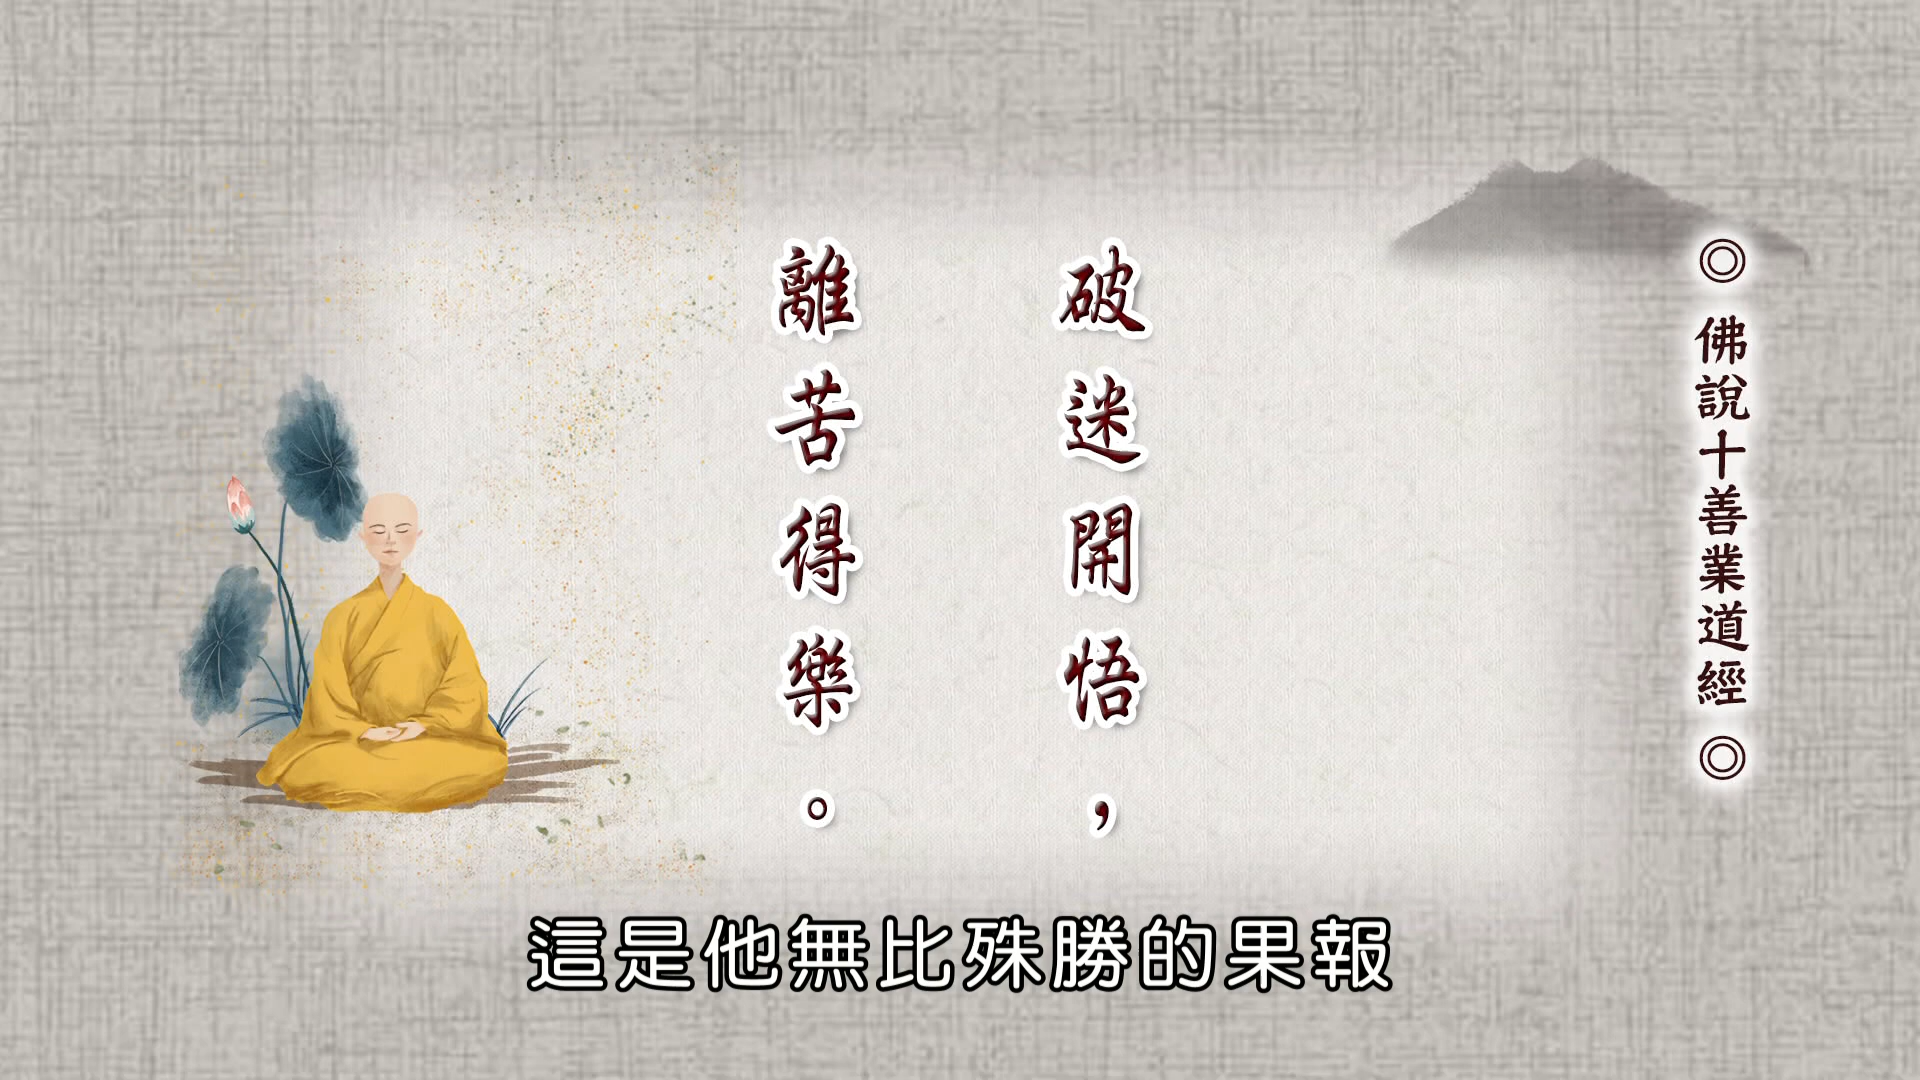 ◎ 佛說十善業道經 ◎
破迷開悟，
離苦得樂。
這是他無比殊勝的果報